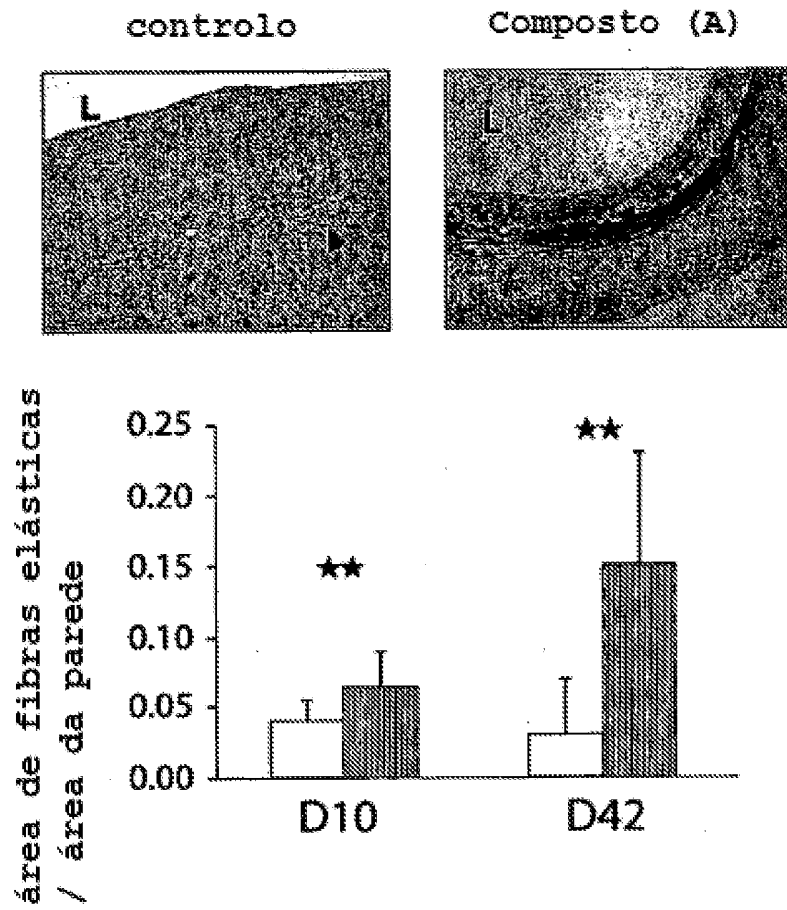 controlo
Composto (A)
L
L
área de fibras elásticas
/ área da parede
0.25
0.20
0.15
0.10
0.05
0.00
★★
★★
D10
D42